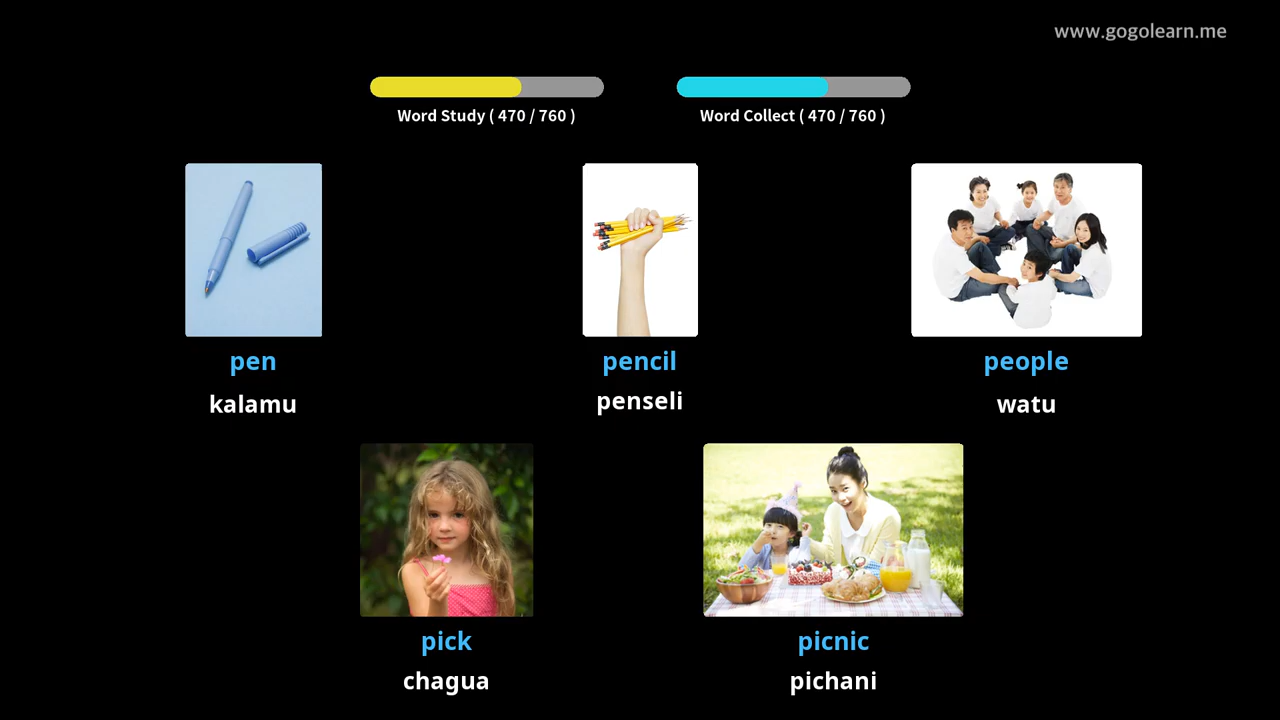 www.gogolearn.me
Word Study ( 470 / 760 )
Word Collect ( 470 / 760 )
pen
kalamu
pencil
penseli
people
watu
pick
chagua
picnic
pichani